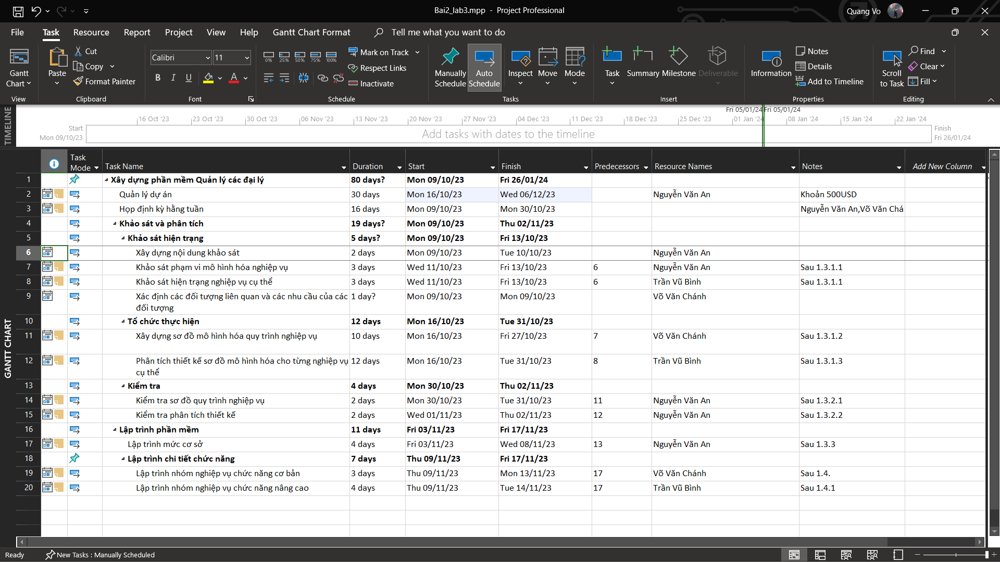 Bai2_lab3.mpp - Project Professional
Quang Vo
File Task Resource Report Project View Help Gantt Chart Format Tell me what you want to do
Gantt Chart
View
Paste
Cut
Copy
Format Painter
Clipboard
Calibri 11
B I U A
Font
0% 25% 50% 75% 100%
Mark on Track
Respect Links
Inactivate
Schedule
Manually Schedule
Auto Schedule
Inspect
Move
Mode
Tasks
Task
Summary
Milestone
Deliverable
Insert
Information
Notes
Details
Add to Timeline
Properties
Scroll to Task
Find
Clear
Fill
Editing
TIMELINE
Fri 05/01/24 Fri 05/01/24
16 Oct '23 23 Oct '23 30 Oct '23 06 Nov '23 13 Nov '23 20 Nov '23 27 Nov '23 04 Dec '23 11 Dec '23 18 Dec '23 25 Dec '23 01 Jan '24 08 Jan '24 15 Jan '24 22 Jan '24
Start
Mon 09/10/23
Add tasks with dates to the timeline
Finish
Fri 26/01/24
GANTT CHART
Task Mode Task Name Duration Start Finish Predecessors Resource Names Notes Add New Column
1 Xây dựng phần mềm Quản lý các đại lý 80 days? Mon 09/10/23 Fri 26/01/24
2 Quản lý dự án 30 days Mon 16/10/23 Wed 06/12/23 Nguyễn Văn An Khoản 500USD
3 Họp định kỳ hằng tuần 16 days Mon 09/10/23 Mon 30/10/23 Nguyễn Văn An,Võ Văn Chá
4 Khảo sát và phân tích 19 days? Mon 09/10/23 Thu 02/11/23
5 Khảo sát hiện trạng 5 days? Mon 09/10/23 Fri 13/10/23
6 Xây dựng nội dung khảo sát 2 days Mon 09/10/23 Tue 10/10/23 Nguyễn Văn An
7 Khảo sát phạm vi mô hình hóa nghiệp vụ 3 days Wed 11/10/23 Fri 13/10/23 6 Nguyễn Văn An Sau 1.3.1.1
8 Khảo sát hiện trạng nghiệp vụ cụ thể 3 days Wed 11/10/23 Fri 13/10/23 6 Trần Vũ Bình Sau 1.3.1.1
9 Xác định các đối tượng liên quan và các nhu cầu của các 1 day? Mon 09/10/23 Mon 09/10/23 Võ Văn Chánh
đối tượng
10 Tổ chức thực hiện 12 days Mon 16/10/23 Tue 31/10/23
11 Xây dựng sơ đồ mô hình hóa quy trình nghiệp vụ 10 days Mon 16/10/23 Fri 27/10/23 7 Võ Văn Chánh Sau 1.3.1.2
12 Phân tích thiết kế sơ đồ mô hình hóa cho từng nghiệp vụ 12 days Mon 16/10/23 Tue 31/10/23 8 Trần Vũ Bình Sau 1.3.1.3
cụ thể
13 Kiểm tra 4 days Mon 30/10/23 Thu 02/11/23
14 Kiểm tra sơ đồ quy trình nghiệp vụ 2 days Mon 30/10/23 Tue 31/10/23 11 Nguyễn Văn An Sau 1.3.2.1
15 Kiểm tra phân tích thiết kế 2 days Wed 01/11/23 Thu 02/11/23 12 Nguyễn Văn An Sau 1.3.2.2
16 Lập trình phần mềm 11 days Fri 03/11/23 Fri 17/11/23
17 Lập trình mức cơ sở 4 days Fri 03/11/23 Wed 08/11/23 13 Nguyễn Văn An Sau 1.3.3
18 Lập trình chi tiết chức năng 7 days Thu 09/11/23 Fri 17/11/23
19 Lập trình nhóm nghiệp vụ chức năng cơ bản 3 days Thu 09/11/23 Mon 13/11/23 17 Võ Văn Chánh Sau 1.4.
20 Lập trình nhóm nghiệp vụ chức năng nâng cao 4 days Thu 09/11/23 Tue 14/11/23 17 Trần Vũ Bình Sau 1.4.1
Ready New Tasks : Manually Scheduled